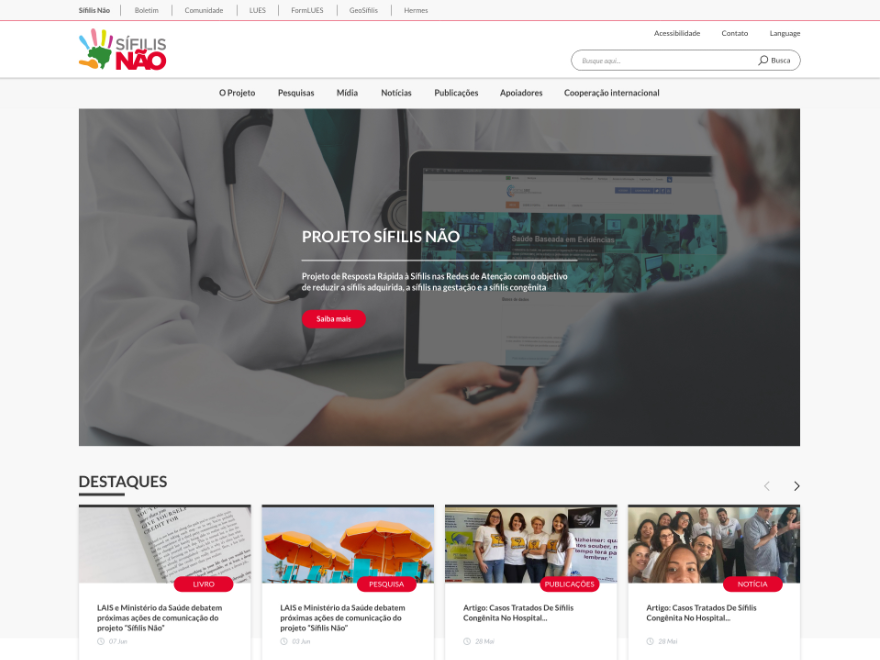 Sífilis Não
Boletim
Comunidade
LUES
FormLUES
GeoSífilis
Hermes
SÍFILIS
NÃO
Acessibilidade
Contato
Language
Busque aqui...
Busca
O Projeto
Pesquisas
Mídia
Notícias
Publicações
Apoiadores
Cooperação internacional
Saúde Baseada em Evidências
PROJETO SÍFILIS NÃO
Projeto de Resposta Rápida à Sífilis nas Redes de Atenção com o objetivo
de reduzir a sífilis adquirida, a sífilis na gestação e a sífilis congênita
Saiba mais
DESTAQUES
GIVE YOURSELF
CREDIT FOR
LIVRO
LAIS e Ministério da Saúde debatem
próximas ações de comunicação do
projeto "Sífilis Não"
07 Jun
PESQUISA
LAIS e Ministério da Saúde debatem
próximas ações de comunicação do
projeto "Sífilis Não"
03 Jun
PUBLICAÇÕES
Artigo: Casos Tratados De Sífilis
Congênita No Hospital...
28 Mai
NOTÍCIA
Artigo: Casos Tratados De Sífilis
Congênita No Hospital...
28 Mai